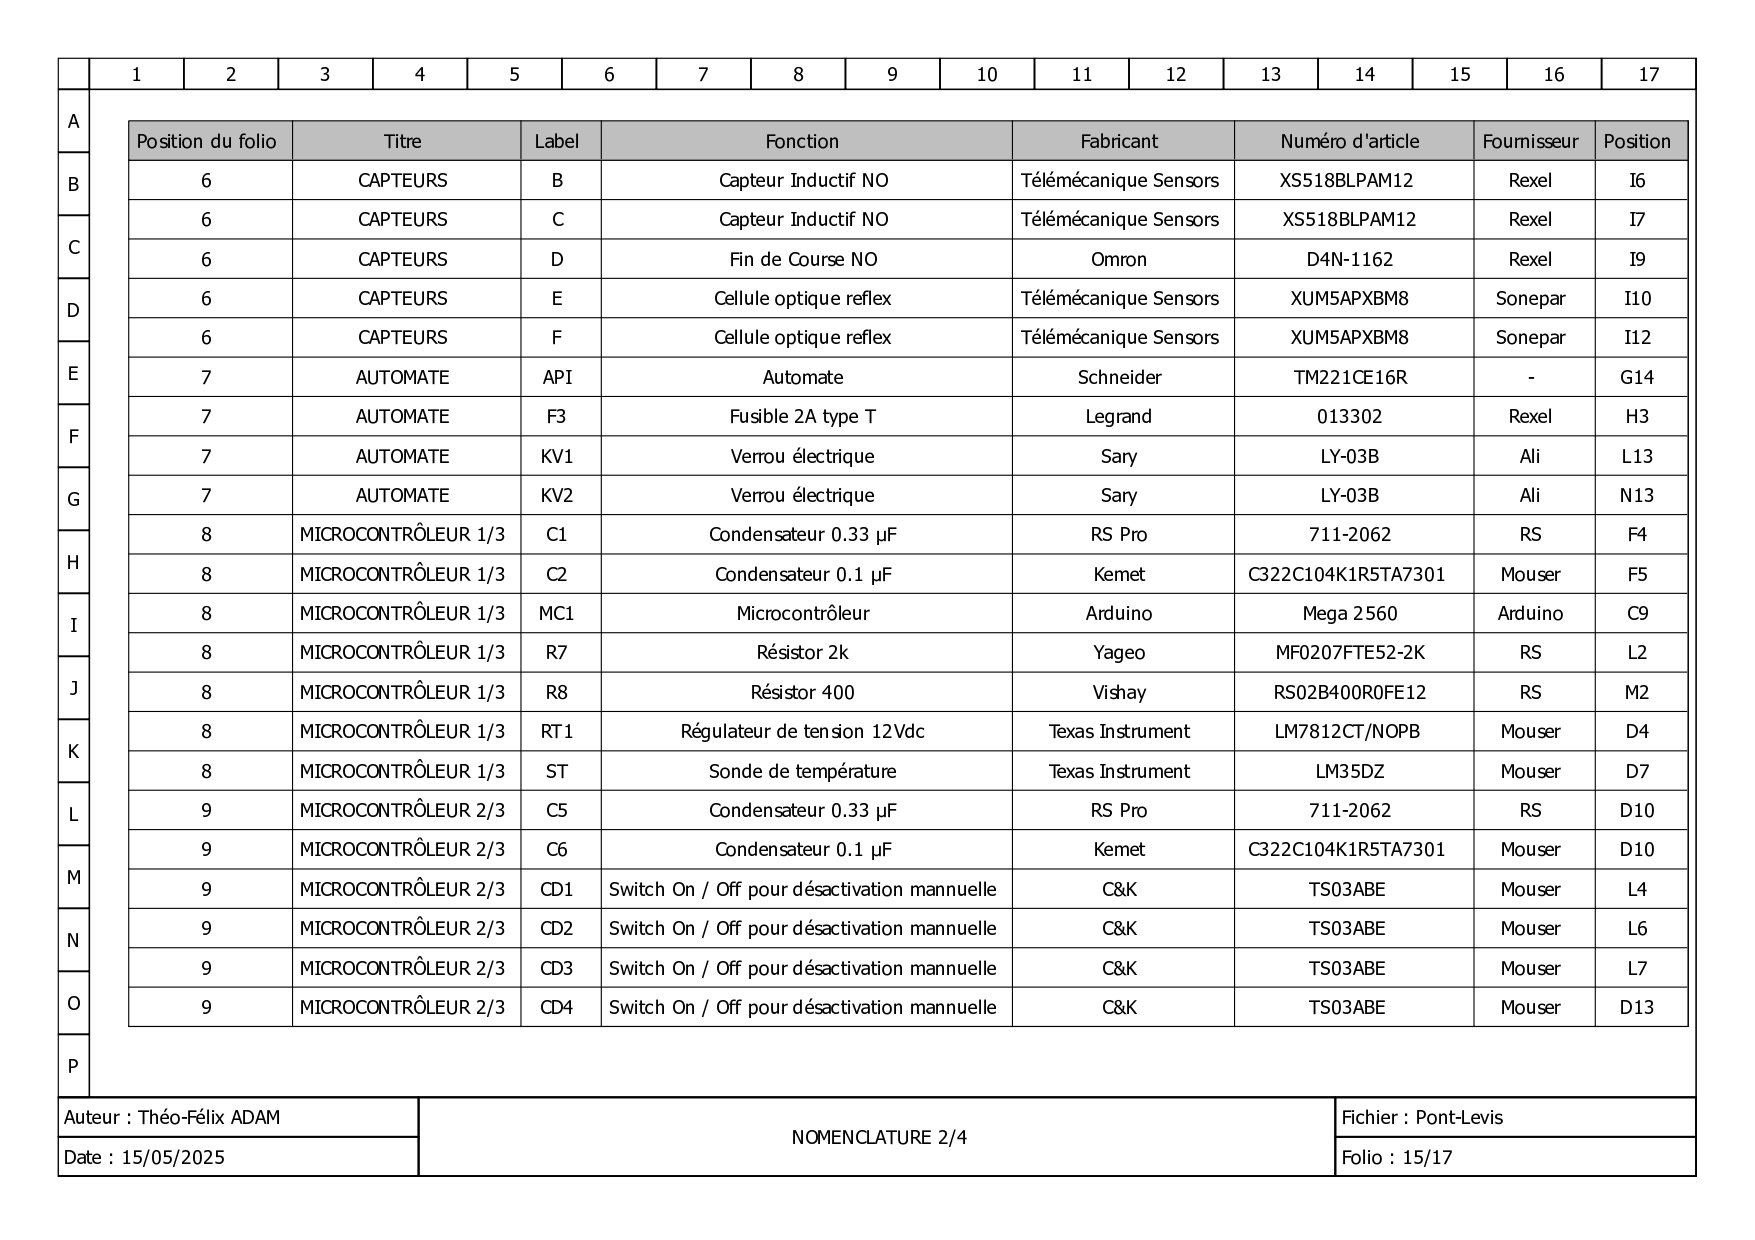 1 2 3 4 5 6 7 8 9 10 11 12 13 14 15 16 17
A
Position du folio Titre Label Fonction Fabricant Numéro d'article Fournisseur Position
B
6 CAPTEURS B Capteur Inductif NO Télémécanique Sensors XS518BLPAM12 Rexel I6
6 CAPTEURS C Capteur Inductif NO Télémécanique Sensors XS518BLPAM12 Rexel I7
C
6 CAPTEURS D Fin de Course NO Omron D4N-1162 Rexel I9
6 CAPTEURS E Cellule optique reflex Télémécanique Sensors XUM5APXBM8 Sonepar I10
D
6 CAPTEURS F Cellule optique reflex Télémécanique Sensors XUM5APXBM8 Sonepar I12
E
7 AUTOMATE API Automate Schneider TM221CE16R - G14
7 AUTOMATE F3 Fusible 2A type T Legrand 013302 Rexel H3
F
7 AUTOMATE KV1 Verrou électrique Sary LY-03B Ali L13
G
7 AUTOMATE KV2 Verrou électrique Sary LY-03B Ali N13
8 MICROCONTRÔLEUR 1/3 C1 Condensateur 0.33 µF RS Pro 711-2062 RS F4
H
8 MICROCONTRÔLEUR 1/3 C2 Condensateur 0.1 µF Kemet C322C104K1R5TA7301 Mouser F5
8 MICROCONTRÔLEUR 1/3 MC1 Microcontrôleur Arduino Mega 2560 Arduino C9
I
8 MICROCONTRÔLEUR 1/3 R7 Résistor 2k Yageo MF0207FTE52-2K RS L2
J
8 MICROCONTRÔLEUR 1/3 R8 Résistor 400 Vishay RS02B400R0FE12 RS M2
8 MICROCONTRÔLEUR 1/3 RT1 Régulateur de tension 12Vdc Texas Instrument LM7812CT/NOPB Mouser D4
K
8 MICROCONTRÔLEUR 1/3 ST Sonde de température Texas Instrument LM35DZ Mouser D7
L
9 MICROCONTRÔLEUR 2/3 C5 Condensateur 0.33 µF RS Pro 711-2062 RS D10
9 MICROCONTRÔLEUR 2/3 C6 Condensateur 0.1 µF Kemet C322C104K1R5TA7301 Mouser D10
M
9 MICROCONTRÔLEUR 2/3 CD1 Switch On / Off pour désactivation mannuelle C&K TS03ABE Mouser L4
9 MICROCONTRÔLEUR 2/3 CD2 Switch On / Off pour désactivation mannuelle C&K TS03ABE Mouser L6
N
9 MICROCONTRÔLEUR 2/3 CD3 Switch On / Off pour désactivation mannuelle C&K TS03ABE Mouser L7
O
9 MICROCONTRÔLEUR 2/3 CD4 Switch On / Off pour désactivation mannuelle C&K TS03ABE Mouser D13
P
Auteur : Théo-Félix ADAM
Date : 15/05/2025
NOMENCLATURE 2/4
Fichier : Pont-Levis
Folio : 15/17